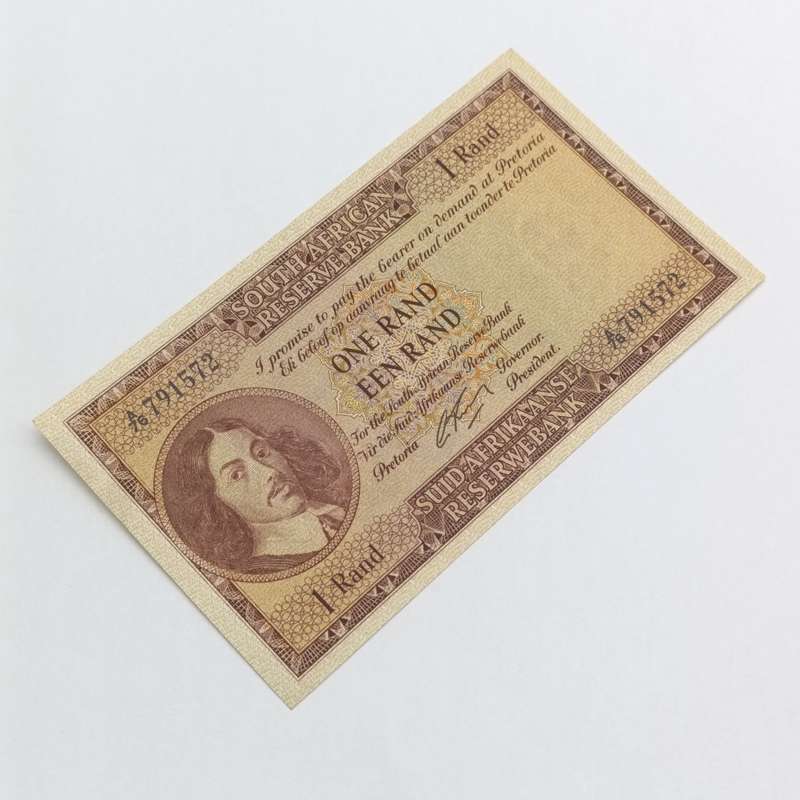 SOUTH AFRICAN
RESERVE BANK
1 Rand
I promise to pay the bearer on demand at Pretoria
Ek beloof op aanvraag te betaal aan toonder te Pretoria
ONE RAND
EEN RAND
For the South African Reserve Bank
Vir die Suid-Afrikaanse Reserwebank
Pretoria
Governor.
President.
791572
791572
1 Rand
SUID-AFRIKAANSE
RESERWEBANK